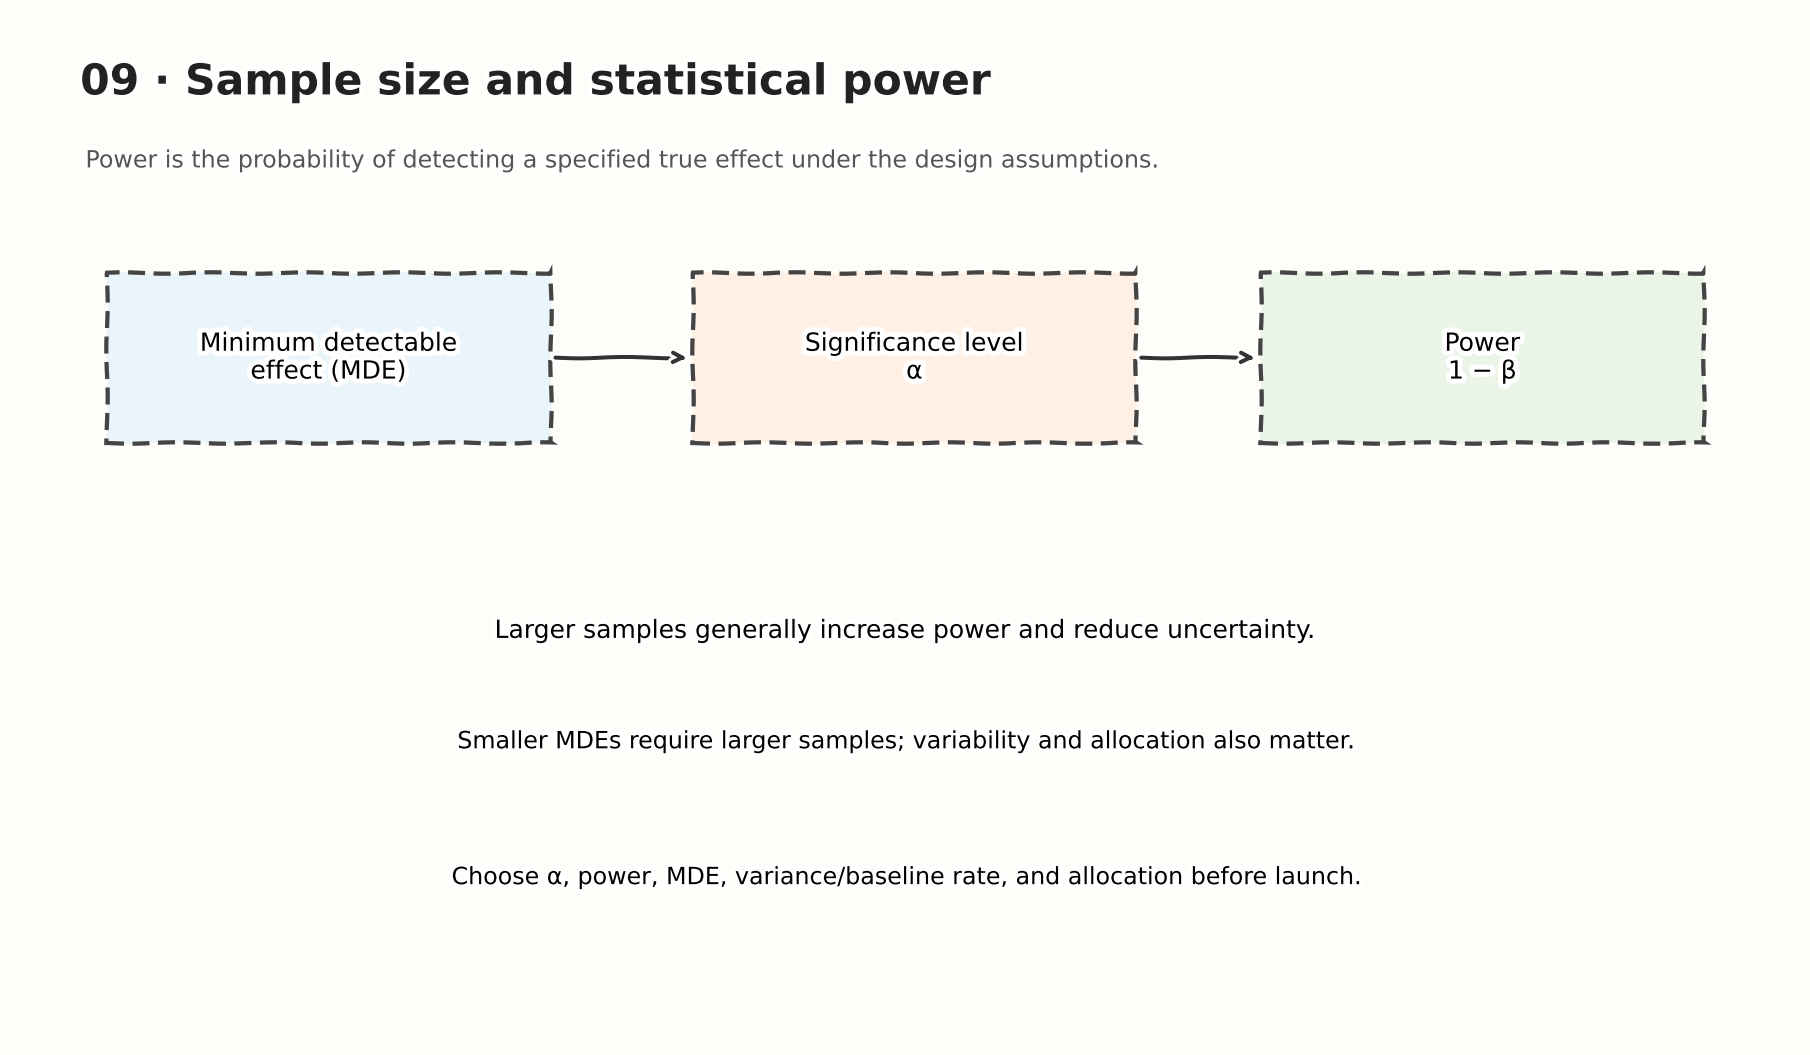 09 · Sample size and statistical power
Power is the probability of detecting a specified true effect under the design assumptions.
Minimum detectable
effect (MDE)
Significance level
α
Power
1 − β
Larger samples generally increase power and reduce uncertainty.
Smaller MDEs require larger samples; variability and allocation also matter.
Choose α, power, MDE, variance/baseline rate, and allocation before launch.